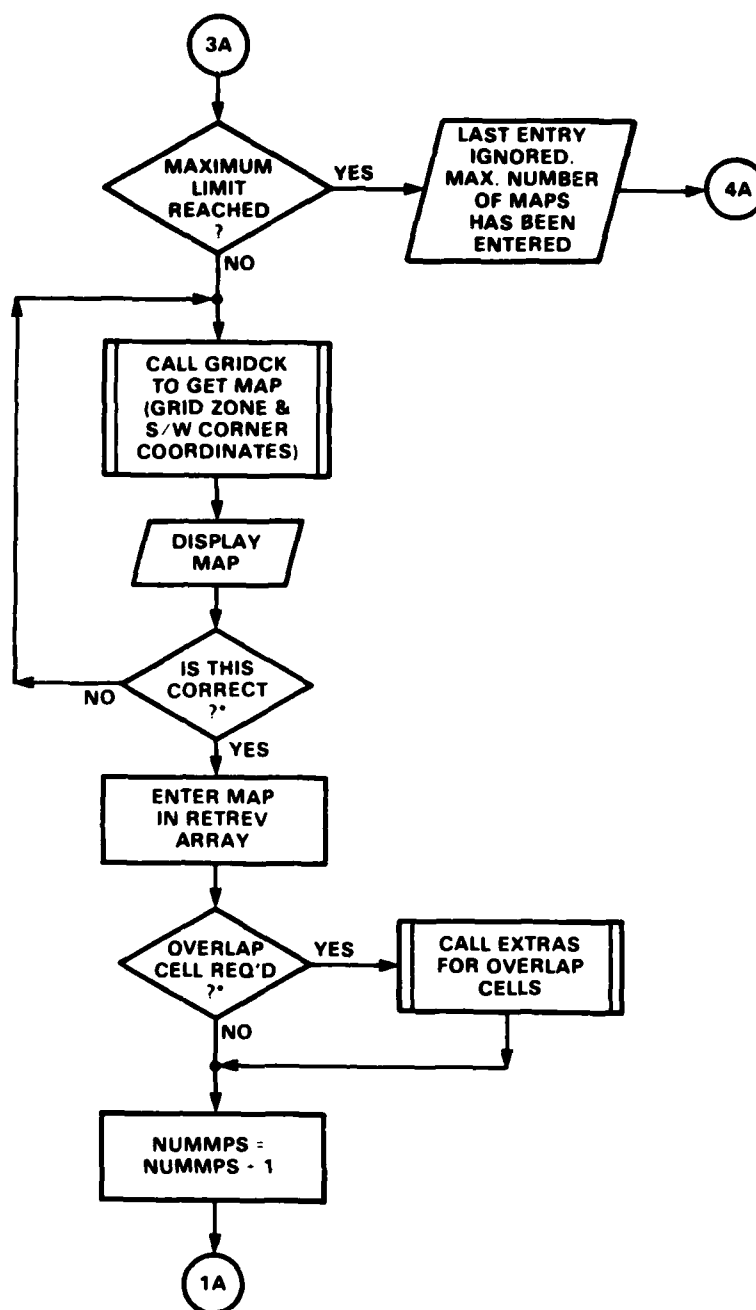 3A
MAXIMUM
LIMIT
REACHED
?
YES
LAST ENTRY
IGNORED.
MAX. NUMBER
OF MAPS
HAS BEEN
ENTERED
4A
NO
CALL GRIDCK
TO GET MAP
(GRID ZONE &
S/W CORNER
COORDINATES)
DISPLAY
MAP
IS THIS
CORRECT
?*
NO
YES
ENTER MAP
IN RETREV
ARRAY
OVERLAP
CELL REQ'D
?*
YES
CALL EXTRAS
FOR OVERLAP
CELLS
NO
NUMMPS =
NUMMPS - 1
1A